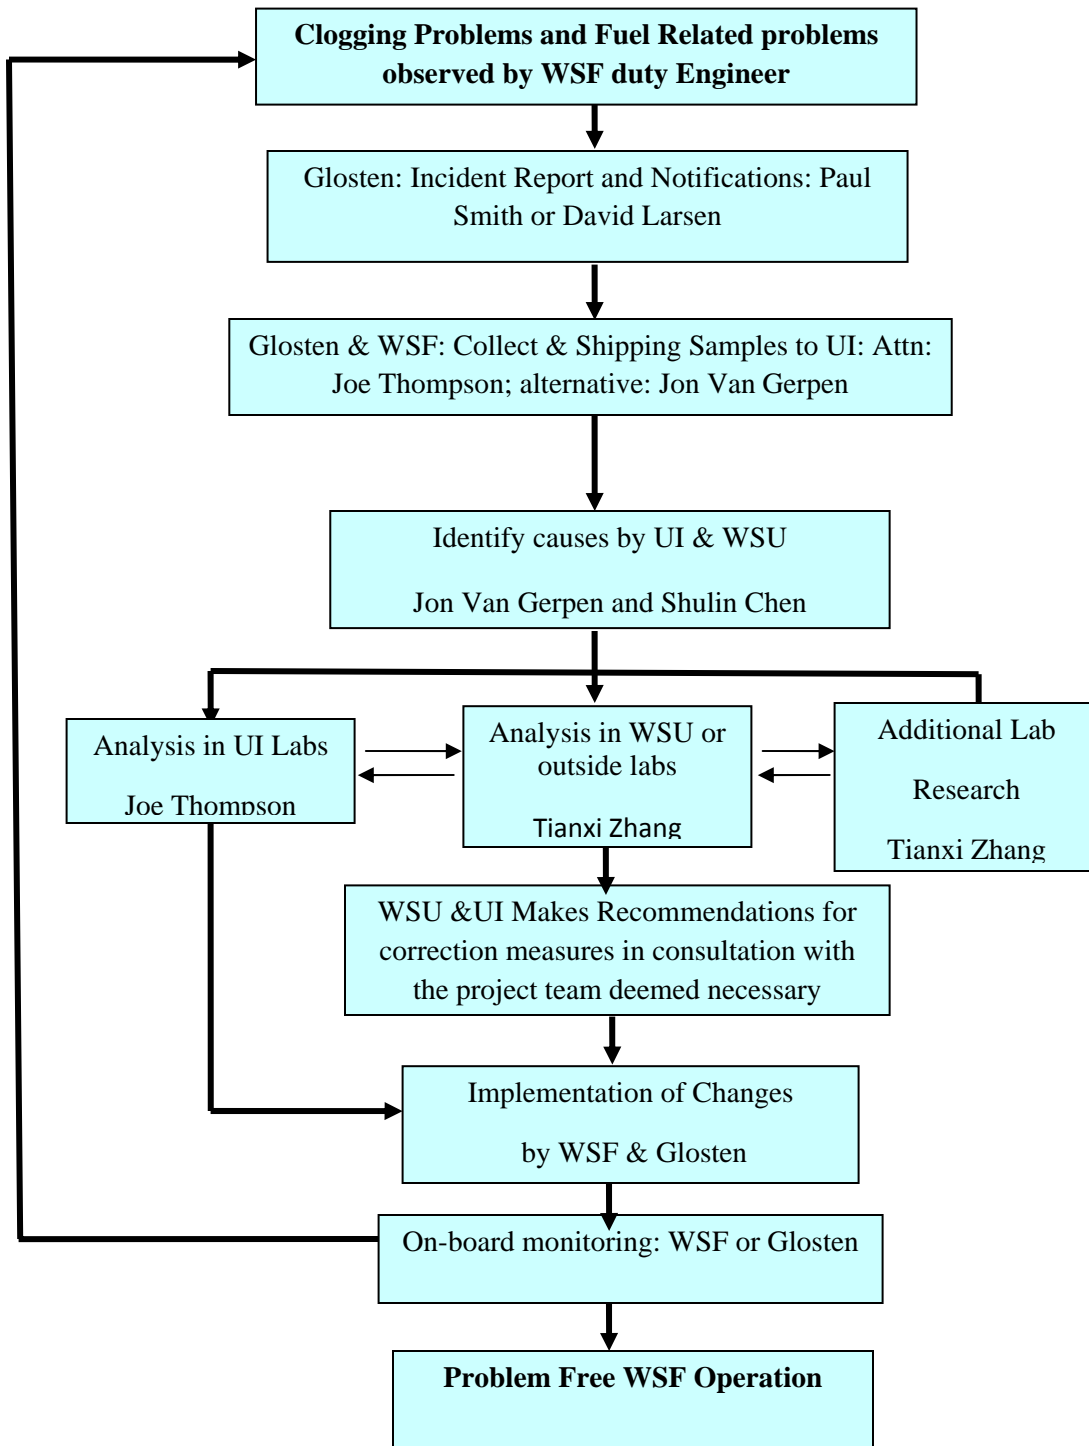 Clogging Problems and Fuel Related problems
observed by WSF duty Engineer
Glosten: Incident Report and Notifications: Paul
Smith or David Larsen
Glosten & WSF: Collect & Shipping Samples to UI: Attn:
Joe Thompson; alternative: Jon Van Gerpen
Identify causes by UI & WSU
Jon Van Gerpen and Shulin Chen
Analysis in UI Labs
Joe Thompson
Analysis in WSU or
outside labs
Tianxi Zhang
Additional Lab
Research
Tianxi Zhang
WSU &UI Makes Recommendations for
correction measures in consultation with
the project team deemed necessary
Implementation of Changes
by WSF & Glosten
On-board monitoring: WSF or Glosten
Problem Free WSF Operation